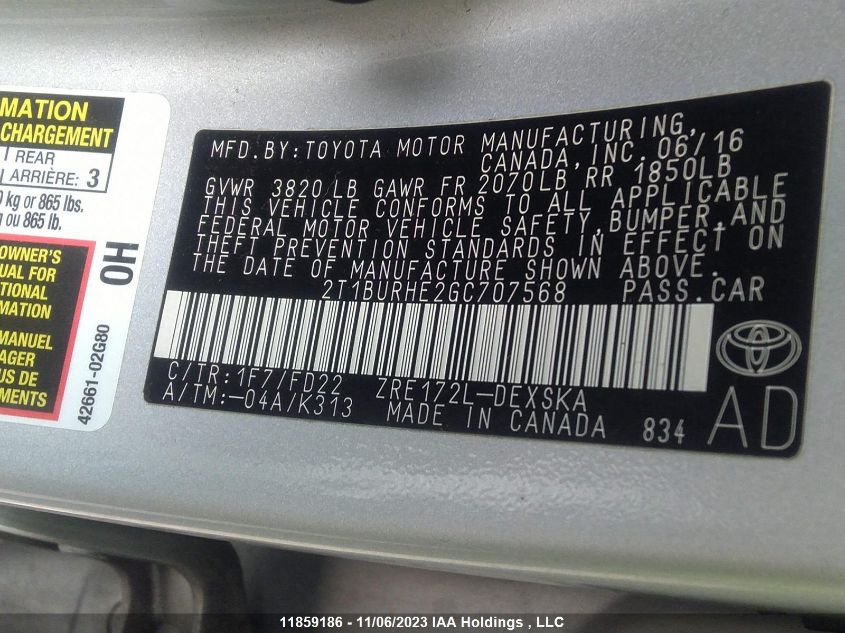 MATION
CHARGEMENT
REAR
ARRIÈRE: 3
kg or 865 lbs.
ou 865 lb.
OWNER'S
UAL FOR
TIONAL
RMATION
MANUEL
AGER
US DE
EMENTS
0H
42661-02G80
MFD.BY:TOYOTA MOTOR MANUFACTURING,
CANADA, INC. 06/16
GVWR 3820 LB GAWR FR 2070LB RR 1850LB
THIS VEHICLE CONFORMS TO ALL APPLICABLE
FEDERAL MOTOR VEHICLE SAFETY,BUMPER,AND
THEFT PREVENTION STANDARDS IN EFFECT ON
THE DATE OF MANUFACTURE SHOWN ABOVE.
2T1BURHE2GC707568 PASS.CAR
C/TR:1F7/FD22 ZRE172L-DEXSKA
A/TM:-04A/K313 MADE IN CANADA 834
TOYOTA
AD
11859186 - 11/06/2023 IAA Holdings , LLC